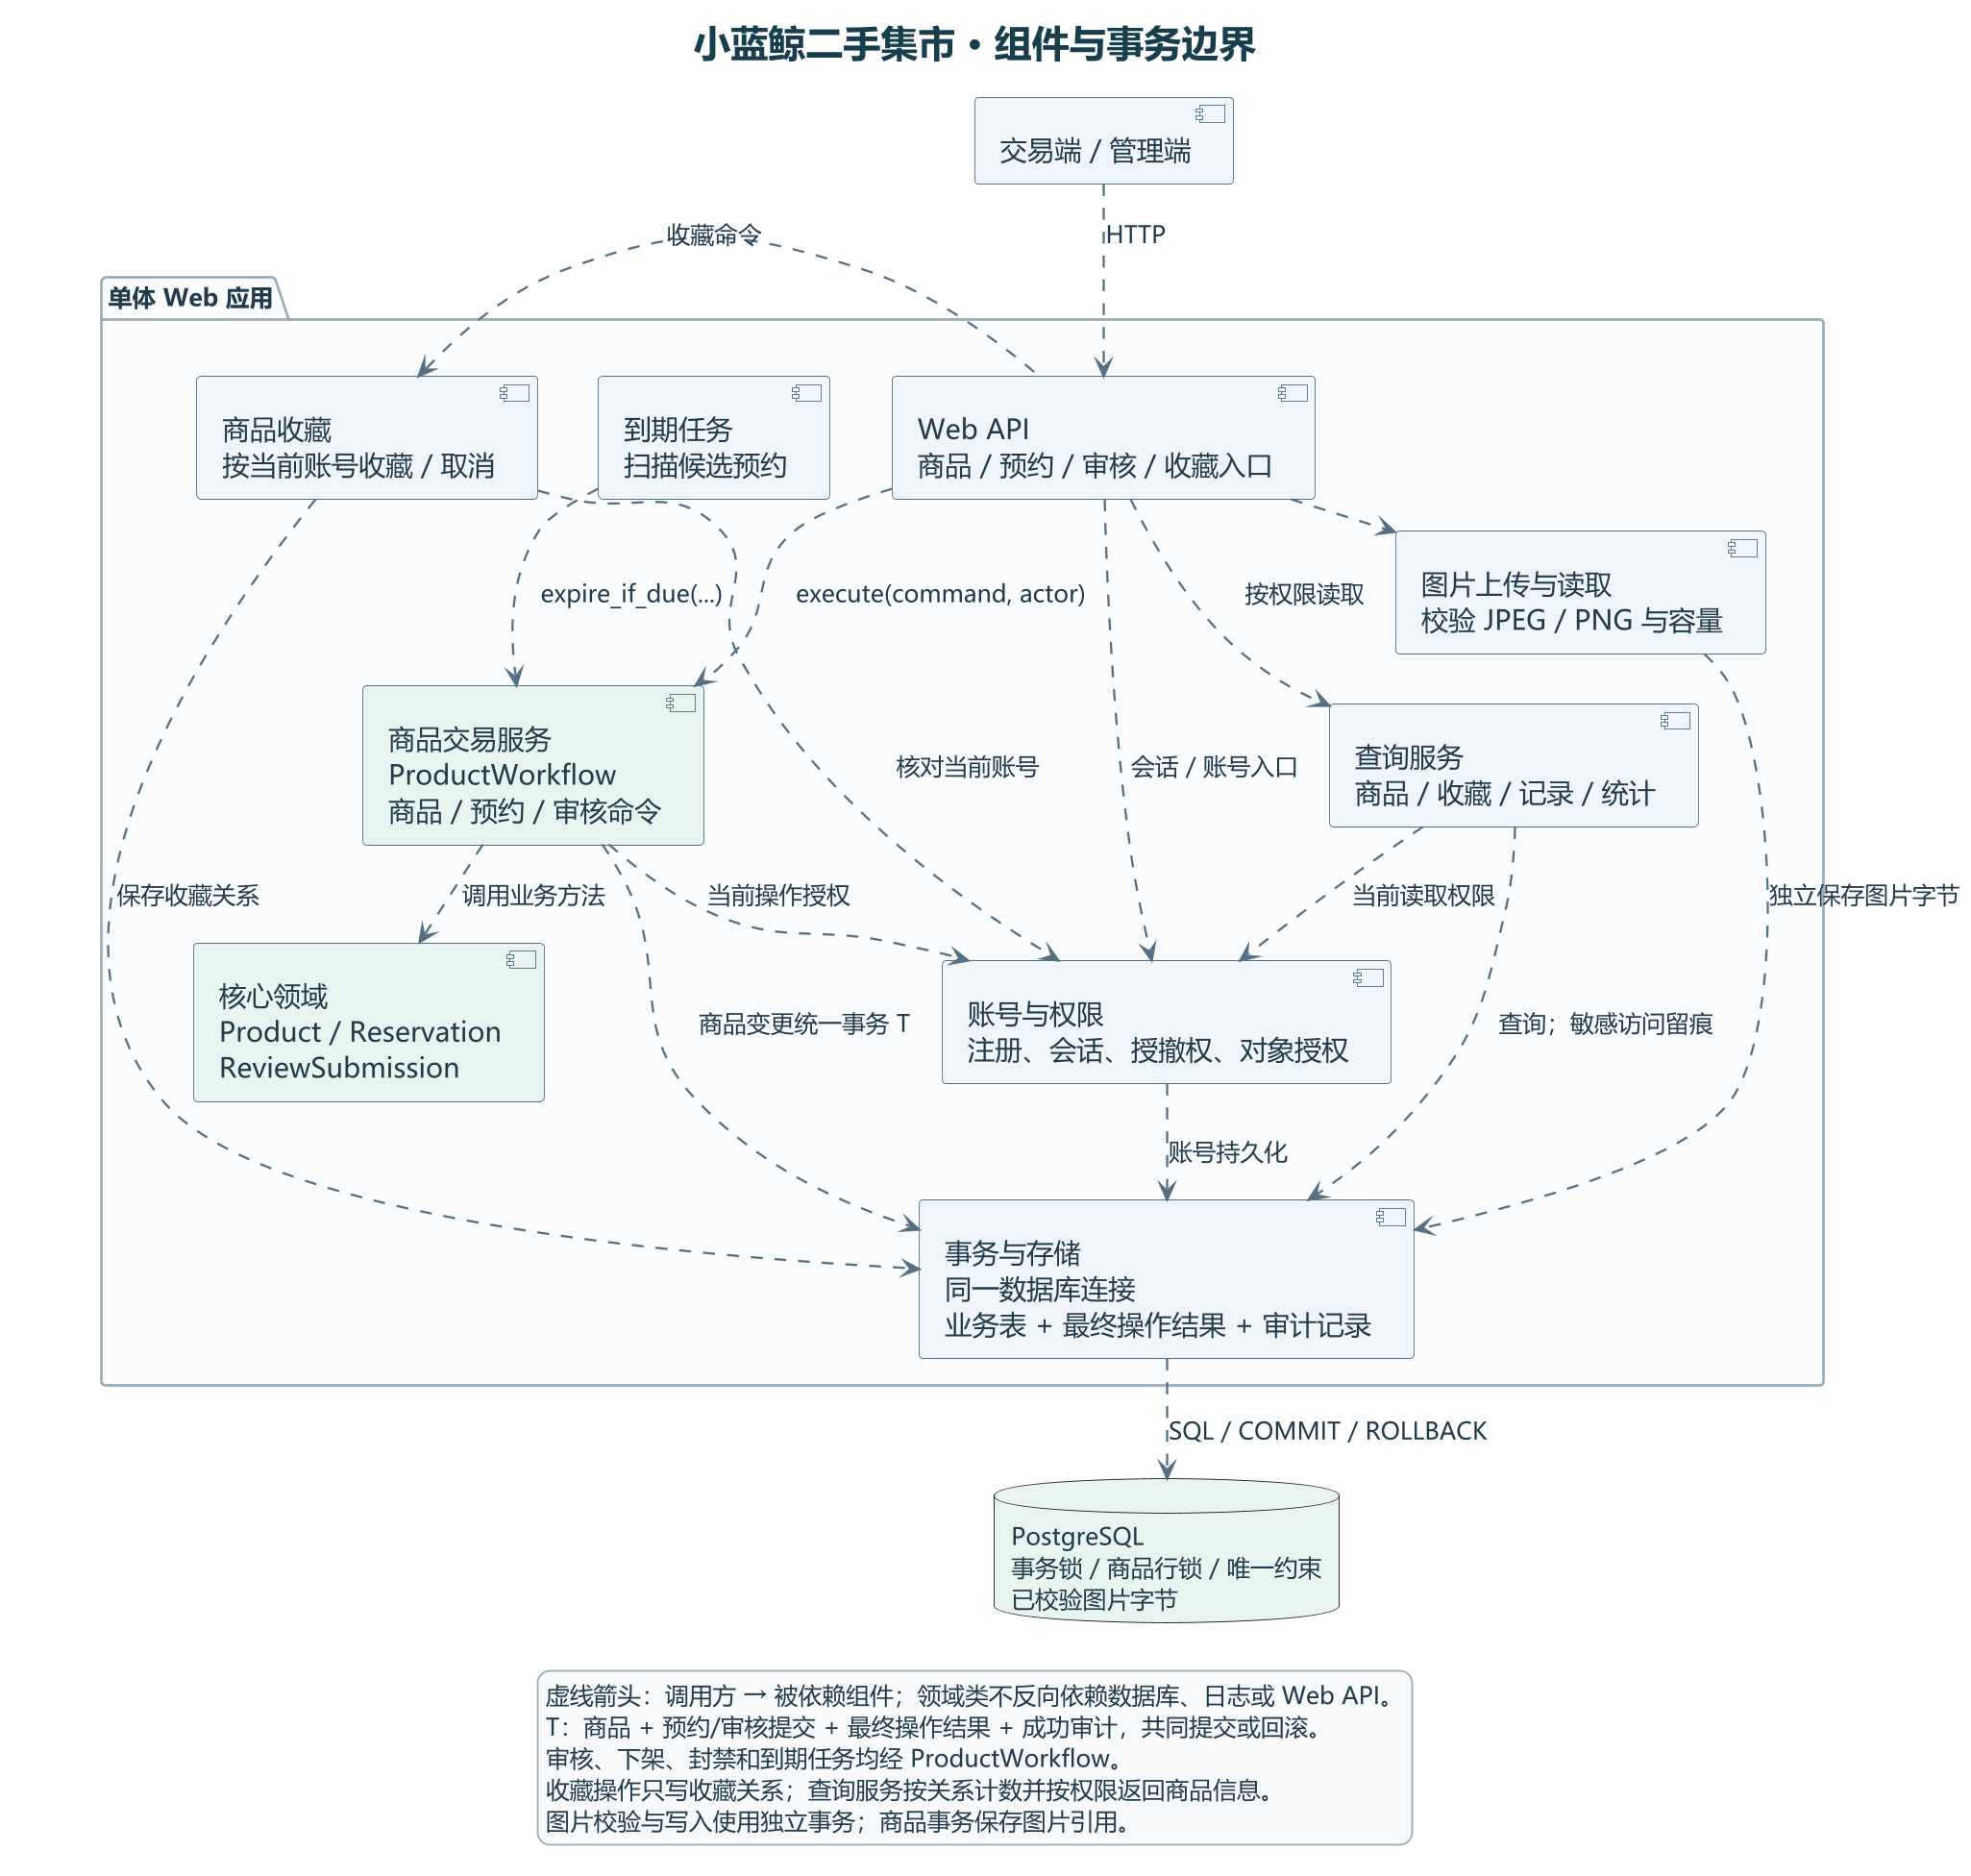 小蓝鲸二手集市 · 组件与事务边界
交易端 / 管理端
收藏命令
HTTP
单体 Web 应用
商品收藏
按当前账号收藏 / 取消
到期任务
扫描候选预约
Web API
商品 / 预约 / 审核 / 收藏入口
图片上传与读取
校验 JPEG / PNG 与容量
expire_if_due(...)
execute(command, actor)
按权限读取
商品交易服务
ProductWorkflow
商品 / 预约 / 审核命令
核对当前账号
会话 / 账号入口
查询服务
商品 / 收藏 / 记录 / 统计
保存收藏关系
调用业务方法
当前操作授权
当前读取权限
独立保存图片字节
核心领域
Product / Reservation
ReviewSubmission
商品变更统一事务 T
账号与权限
注册、会话、授撤权、对象授权
查询；敏感访问留痕
账号持久化
事务与存储
同一数据库连接
业务表 + 最终操作结果 + 审计记录
SQL / COMMIT / ROLLBACK
PostgreSQL
事务锁 / 商品行锁 / 唯一约束
已校验图片字节
虚线箭头：调用方 → 被依赖组件；领域类不反向依赖数据库、日志或 Web API。
T：商品 + 预约/审核提交 + 最终操作结果 + 成功审计，共同提交或回滚。
审核、下架、封禁和到期任务均经 ProductWorkflow。
收藏操作只写收藏关系；查询服务按关系计数并按权限返回商品信息。
图片校验与写入使用独立事务；商品事务保存图片引用。